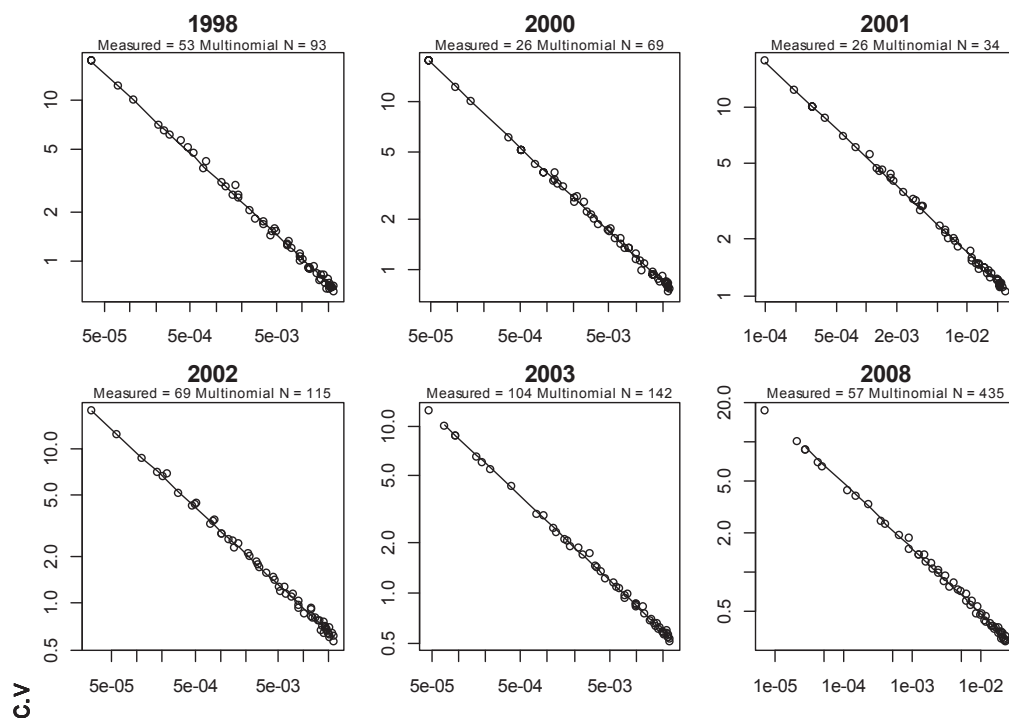 1998
Measured = 53 Multinomial N = 93
10
5
2
1
5e-05 5e-04 5e-03
2000
Measured = 26 Multinomial N = 69
10
5
2
1
5e-05 5e-04 5e-03
2001
Measured = 26 Multinomial N = 34
10
5
2
1
1e-04 5e-04 2e-03 1e-02
2002
Measured = 69 Multinomial N = 115
10.0
5.0
2.0
1.0
0.5
5e-05 5e-04 5e-03
2003
Measured = 104 Multinomial N = 142
10.0
5.0
2.0
1.0
0.5
5e-05 5e-04 5e-03
2008
Measured = 57 Multinomial N = 435
20.0
5.0
2.0
0.5
1e-05 1e-04 1e-03 1e-02
C.V